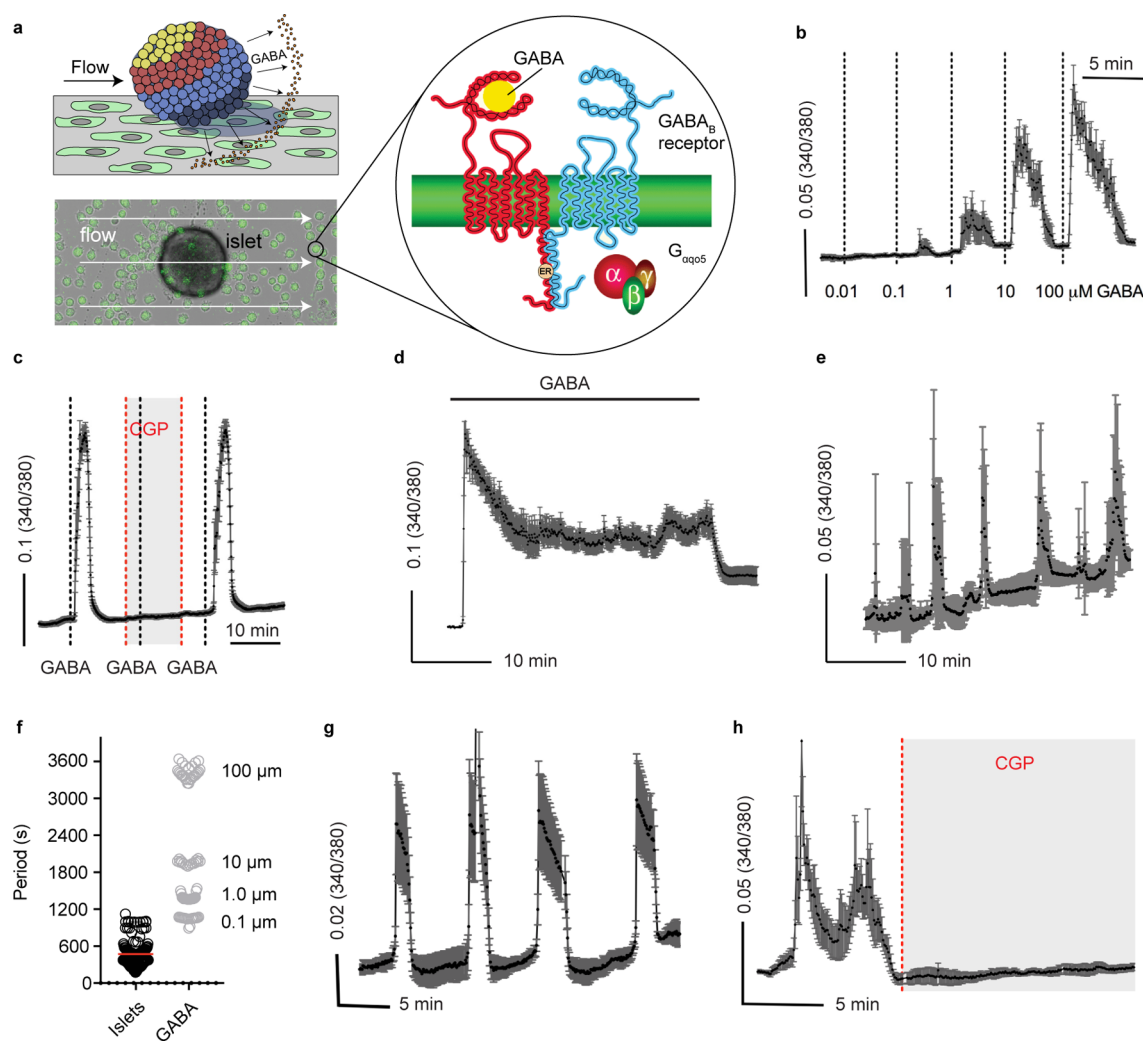 a
Flow
GABA
flow
islet
GABA
GABAB
receptor
Gαqo5
ER
α
β
γ
b
0.05 (340/380)
5 min
0.01 0.1 1 10 100 µM GABA
c
0.1 (340/380)
CGP
10 min
GABA GABA GABA
d
GABA
0.1 (340/380)
10 min
e
0.05 (340/380)
10 min
f
Period (s)
3600
3000
2400
1800
1200
600
0
100 µm
10 µm
1.0 µm
0.1 µm
Islets
GABA
g
0.02 (340/380)
5 min
h
0.05 (340/380)
CGP
5 min